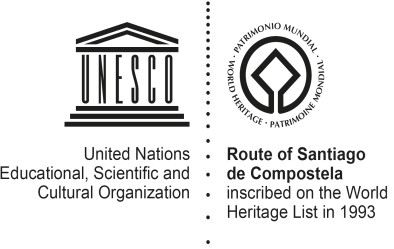 UNESCO
United Nations
Educational, Scientific and
Cultural Organization
· PATRIMONIO MUNDIAL · WORLD HERITAGE · PATRIMOINE MONDIAL
Route of Santiago
de Compostela
inscribed on the World
Heritage List in 1993